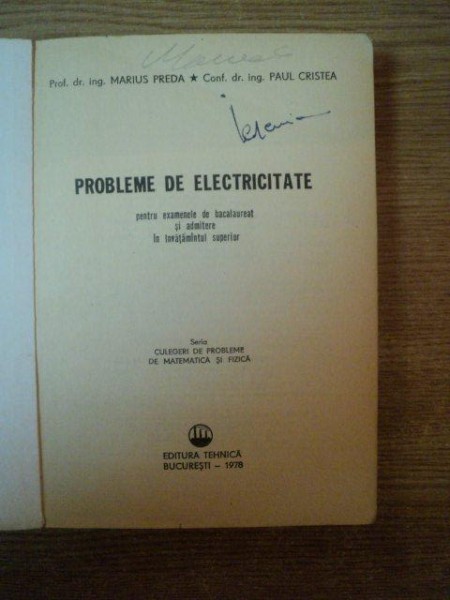 Prof. dr. ing. MARIUS PREDA ★ Conf. dr. ing. PAUL CRISTEA
PROBLEME DE ELECTRICITATE
pentru examenele de bacalaureat
și admitere
în învățămîntul superior
Seria
CULEGERI DE PROBLEME
DE MATEMATICĂ ȘI FIZICĂ
EDITURA TEHNICĂ
BUCUREȘTI – 1978